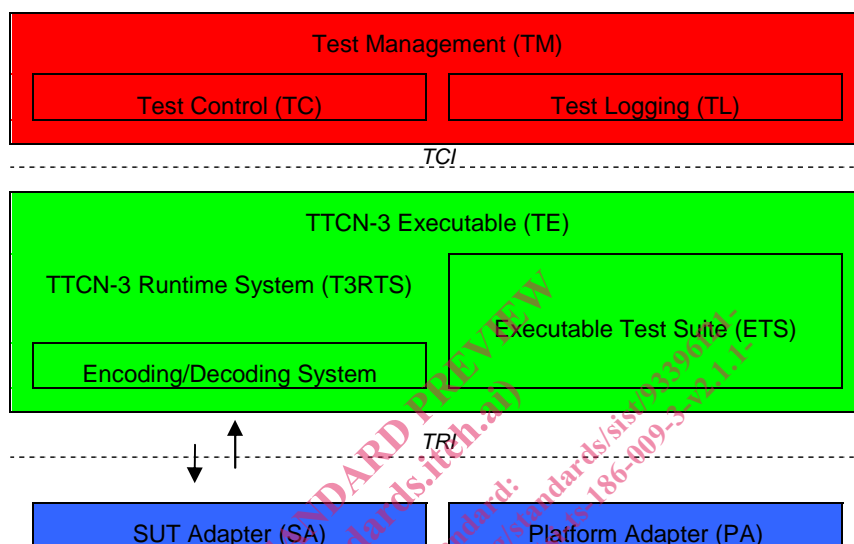 Test Management (TM)
Test Control (TC)
Test Logging (TL)
TCI
TTCN-3 Executable (TE)
TTCN-3 Runtime System (T3RTS)
Executable Test Suite (ETS)
Encoding/Decoding System
TRI
SUT Adapter (SA)
Platform Adapter (PA)